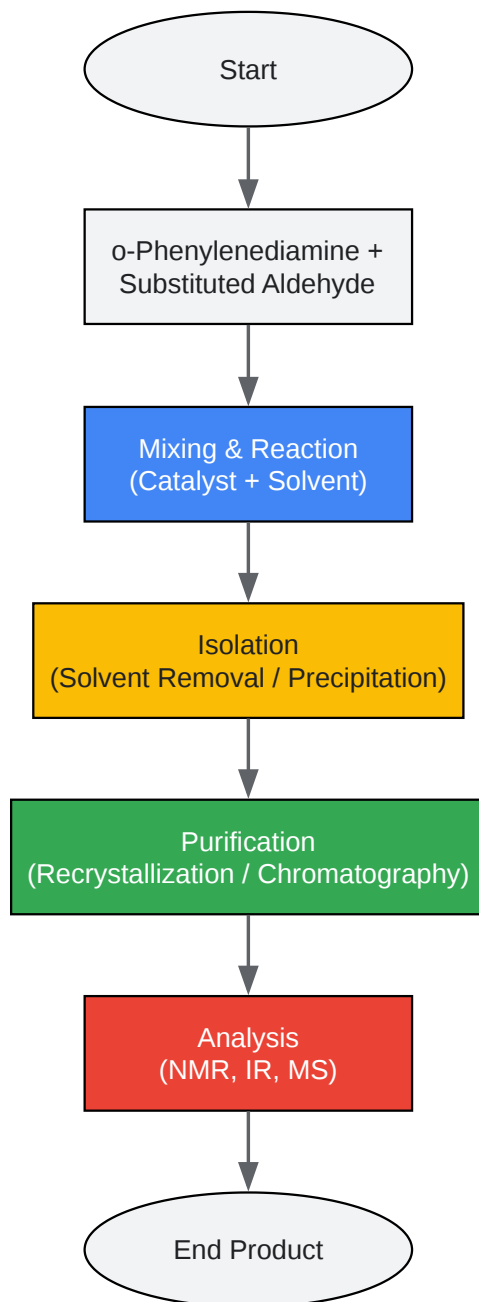 Start
o-Phenylenediamine +
Substituted Aldehyde
Mixing & Reaction
(Catalyst + Solvent)
Isolation
(Solvent Removal / Precipitation)
Purification
(Recrystallization / Chromatography)
Analysis
(NMR, IR, MS)
End Product